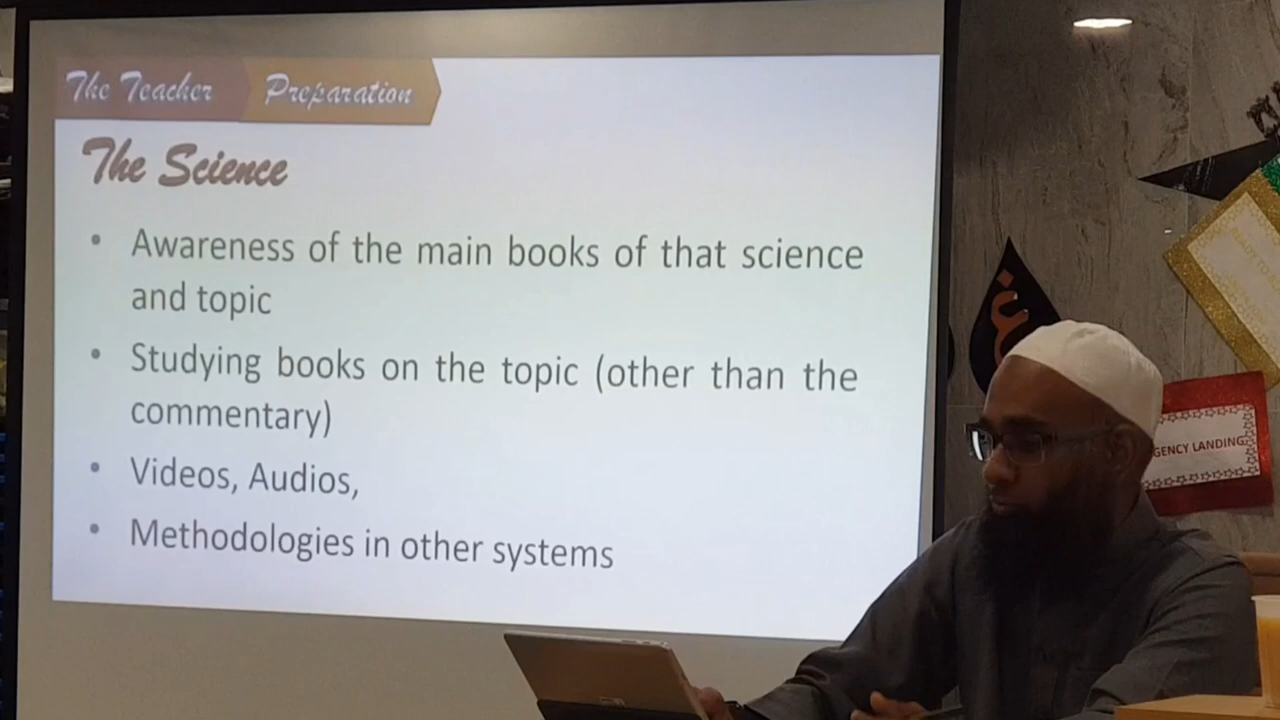 The Teacher Preparation
The Science
• Awareness of the main books of that science
and topic
• Studying books on the topic (other than the
commentary)
• Videos, Audios,
• Methodologies in other systems
غ
GENCY LANDING